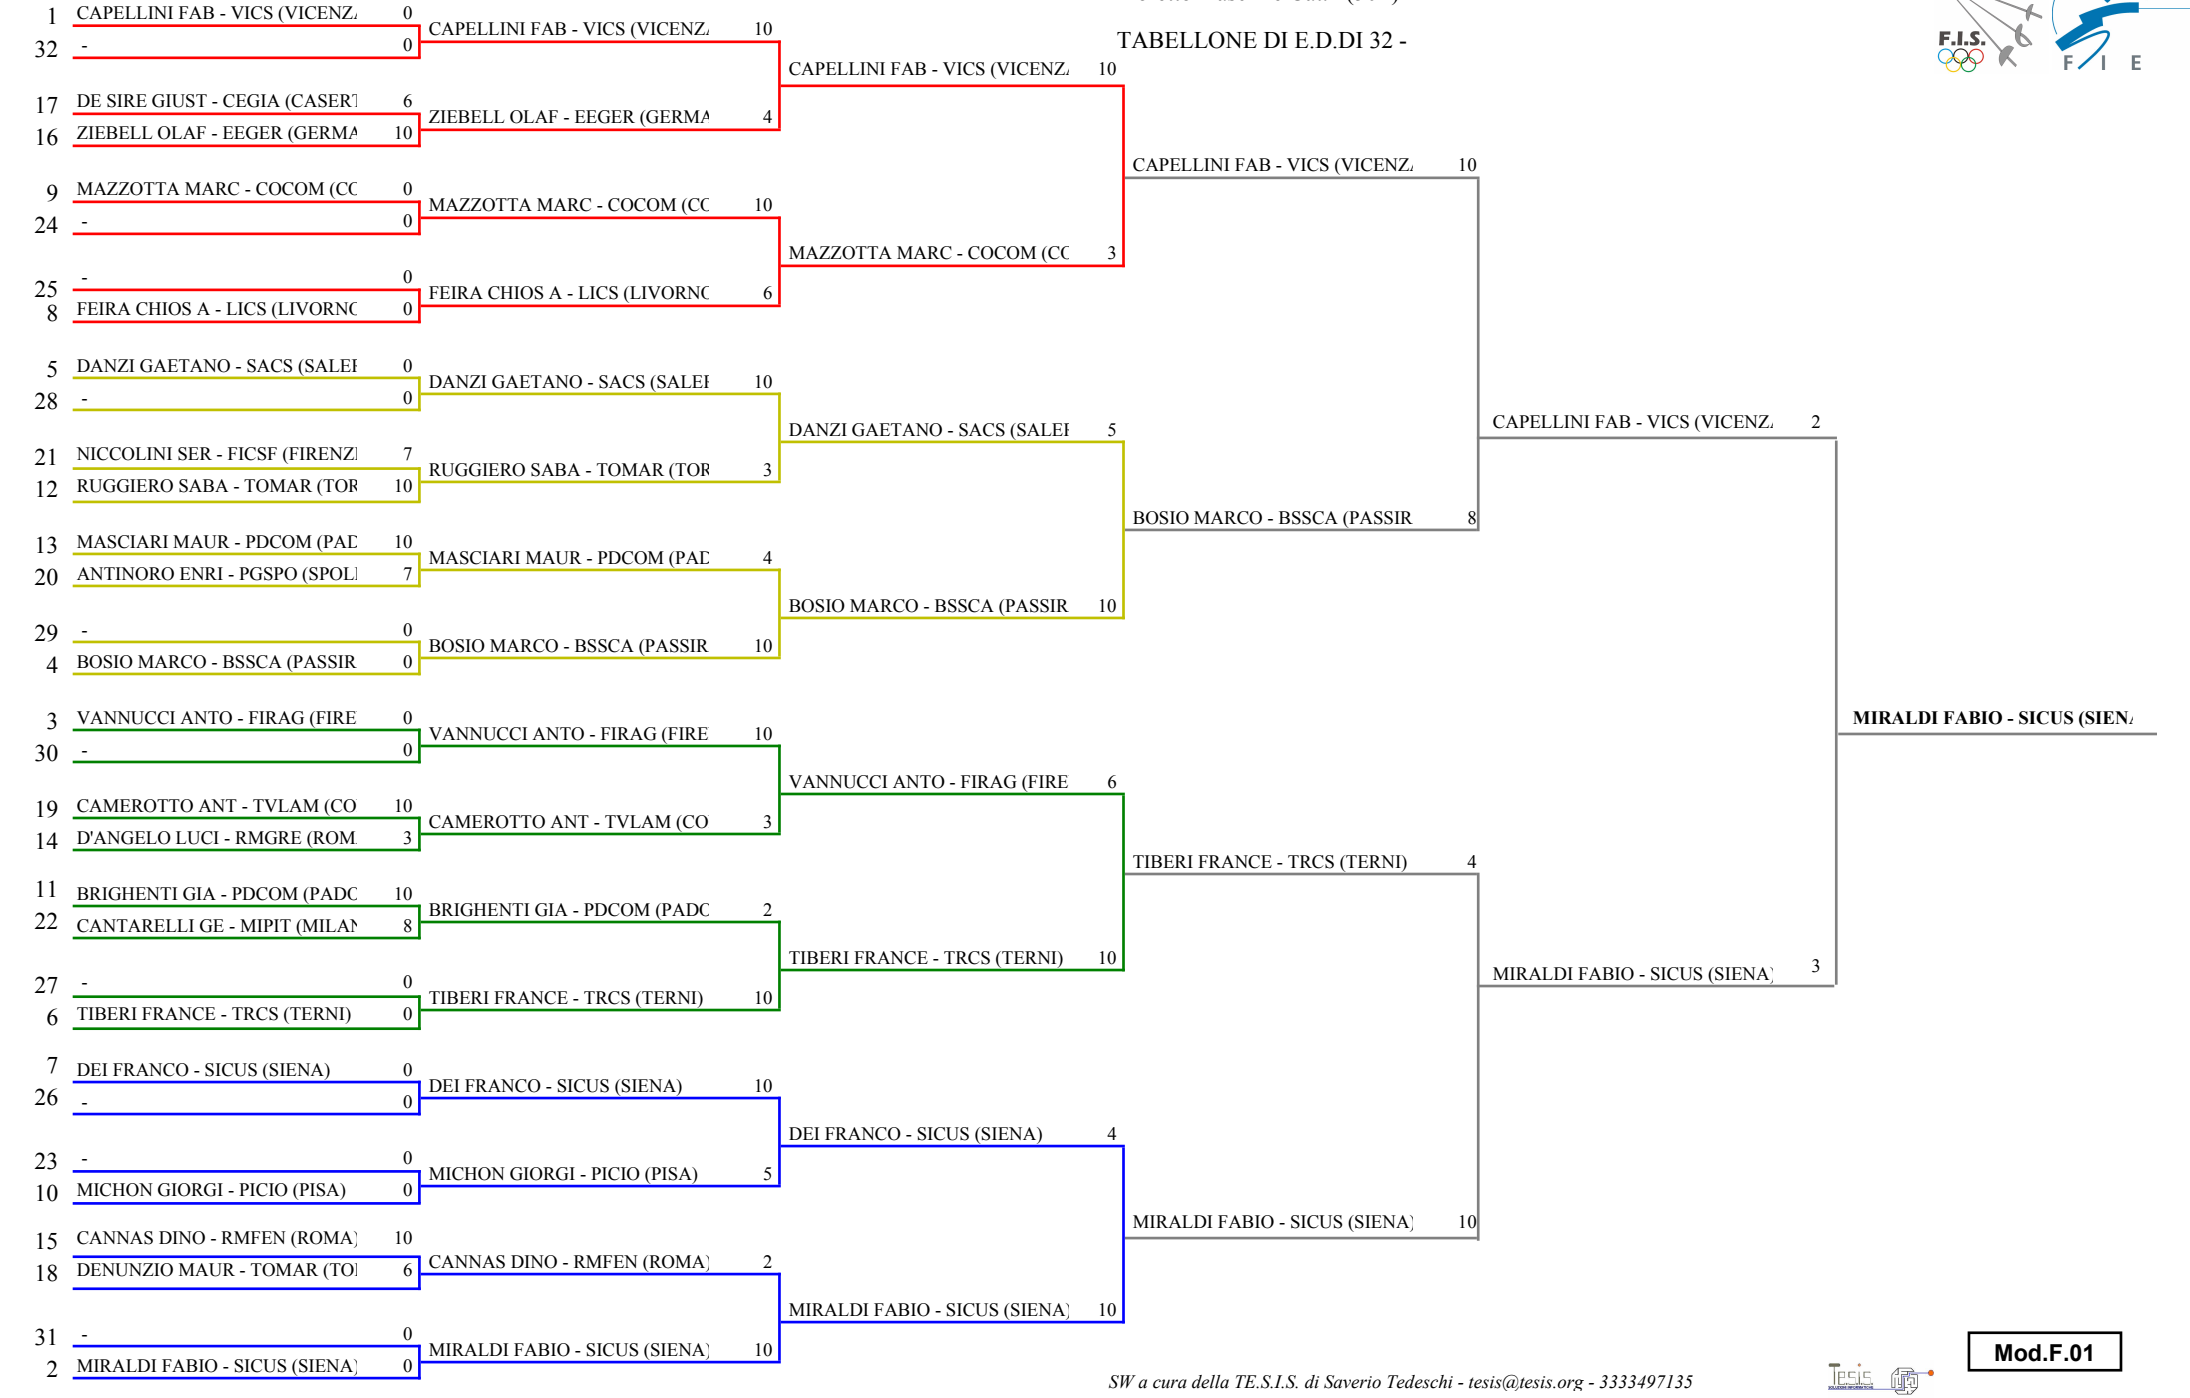 TABELLONE DI E.D.DI 32 -
F.I.S.
F I E
1 CAPELLINI FAB - VICS (VICENZ 0
32 - 0
17 DE SIRE GIUST - CEGIA (CASERT 6
16 ZIEBELL OLAF - EEGER (GERMA 10
9 MAZZOTTA MARC - COCOM (CO 0
24 - 0
25 - 0
8 FEIRA CHIOS A - LICS (LIVORNO 0
5 DANZI GAETANO - SACS (SALER 0
28 - 0
21 NICCOLINI SER - FICSF (FIRENZ 7
12 RUGGIERO SABA - TOMAR (TOR 10
13 MASCIARI MAUR - PDCOM (PAD 10
20 ANTINORO ENRI - PGSPO (SPOL 7
29 - 0
4 BOSIO MARCO - BSSCA (PASSIR 0
3 VANNUCCI ANTO - FIRAG (FIRE 0
30 - 0
19 CAMEROTTO ANT - TVLAM (CO 10
14 D'ANGELO LUCI - RMGRE (ROM 3
11 BRIGHENTI GIA - PDCOM (PADO 10
22 CANTARELLI GE - MIPIT (MILAN 8
27 - 0
6 TIBERI FRANCE - TRCS (TERNI) 0
7 DEI FRANCO - SICUS (SIENA) 0
26 - 0
23 - 0
10 MICHON GIORGI - PICIO (PISA) 0
15 CANNAS DINO - RMFEN (ROMA) 10
18 DENUNZIO MAUR - TOMAR (TO 6
31 - 0
2 MIRALDI FABIO - SICUS (SIENA) 0
CAPELLINI FAB - VICS (VICENZ 10
ZIEBELL OLAF - EEGER (GERMA 4
MAZZOTTA MARC - COCOM (CO 10
FEIRA CHIOS A - LICS (LIVORNO 6
DANZI GAETANO - SACS (SALER 10
RUGGIERO SABA - TOMAR (TOR 3
MASCIARI MAUR - PDCOM (PAD 4
BOSIO MARCO - BSSCA (PASSIR 10
VANNUCCI ANTO - FIRAG (FIRE 10
CAMEROTTO ANT - TVLAM (CO 3
BRIGHENTI GIA - PDCOM (PADO 2
TIBERI FRANCE - TRCS (TERNI) 10
DEI FRANCO - SICUS (SIENA) 10
MICHON GIORGI - PICIO (PISA) 5
CANNAS DINO - RMFEN (ROMA) 2
MIRALDI FABIO - SICUS (SIENA) 10
CAPELLINI FAB - VICS (VICENZ 10
MAZZOTTA MARC - COCOM (CO 3
DANZI GAETANO - SACS (SALER 5
BOSIO MARCO - BSSCA (PASSIR 10
VANNUCCI ANTO - FIRAG (FIRE 6
TIBERI FRANCE - TRCS (TERNI) 10
DEI FRANCO - SICUS (SIENA) 4
MIRALDI FABIO - SICUS (SIENA) 10
CAPELLINI FAB - VICS (VICENZ 10
BOSIO MARCO - BSSCA (PASSIR 8
TIBERI FRANCE - TRCS (TERNI) 4
MIRALDI FABIO - SICUS (SIENA) 10
CAPELLINI FAB - VICS (VICENZ 2
MIRALDI FABIO - SICUS (SIENA) 3
MIRALDI FABIO - SICUS (SIEN
Mod.F.01
SW a cura della TE.S.I.S. di Saverio Tedeschi - tesis@tesis.org - 3333497135
Tesis